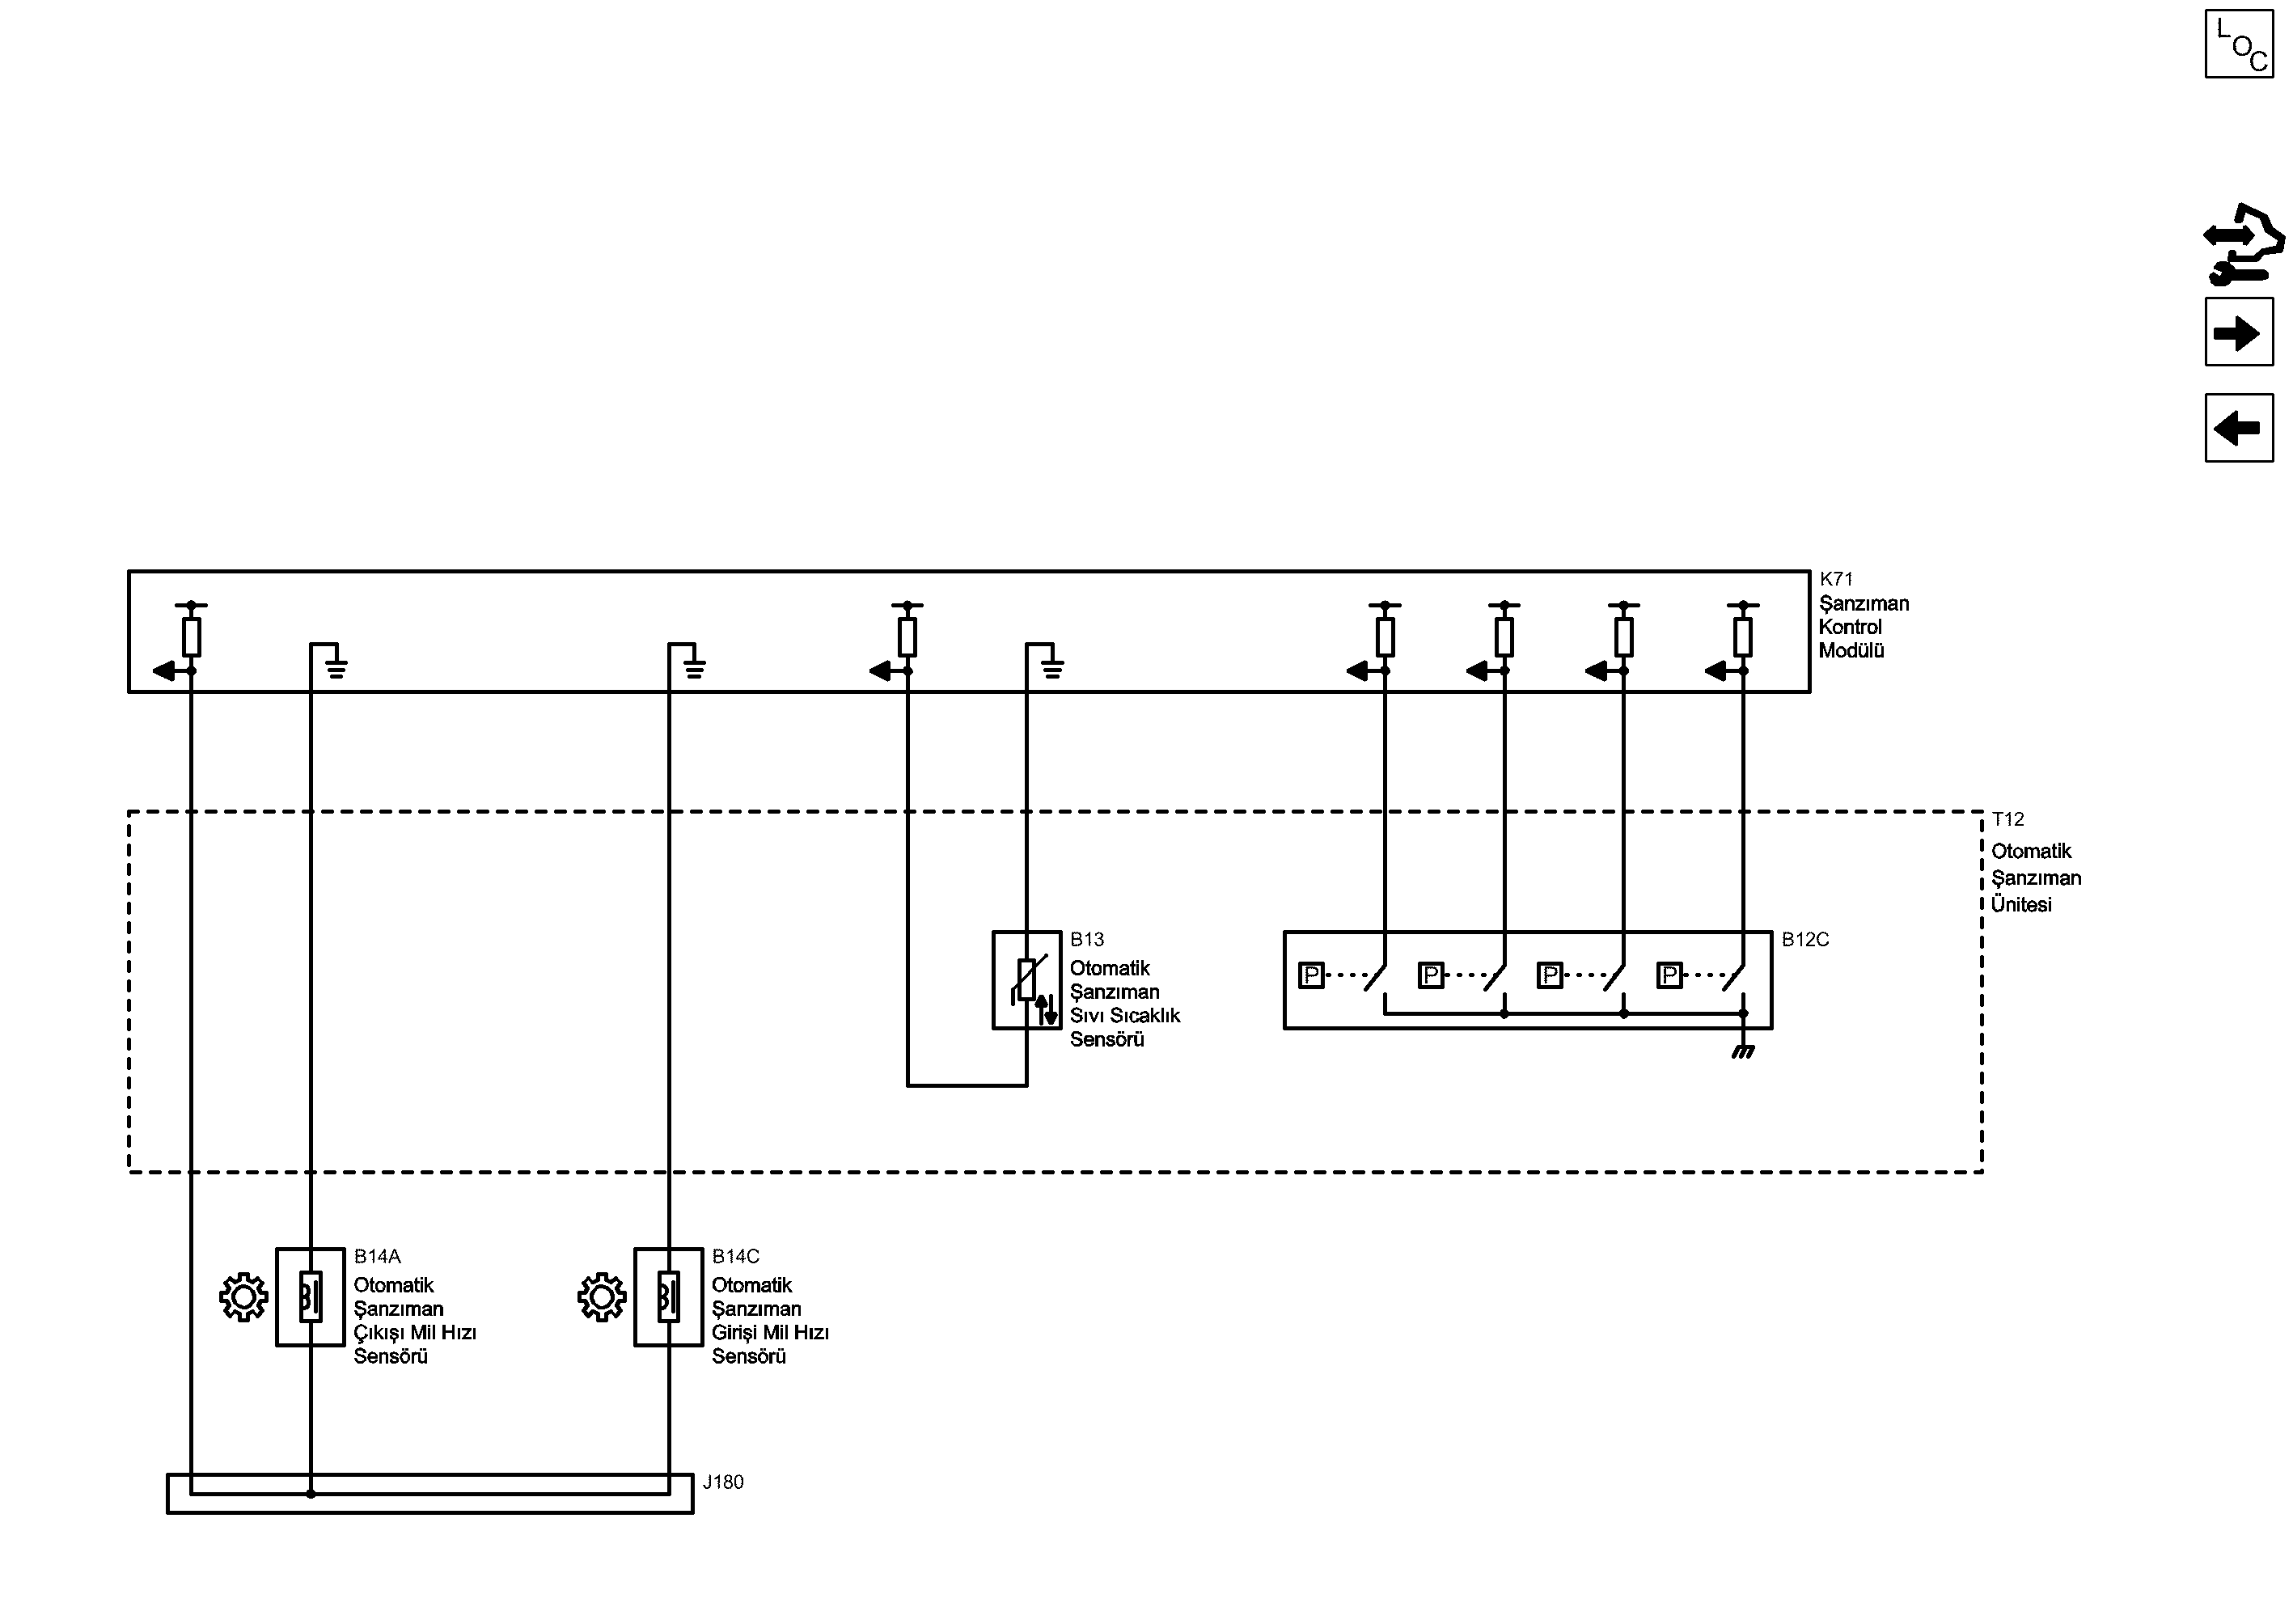 L O C
K71
Şanzıman
Kontrol
Modülü
T12
Otomatik
Şanzıman
Ünitesi
B13
Otomatik
Şanzıman
Sıvı Sıcaklık
Sensörü
B12C
P P P P
B14A
Otomatik
Şanzıman
Çıkışı Mil Hızı
Sensörü
B14C
Otomatik
Şanzıman
Girişi Mil Hızı
Sensörü
J180